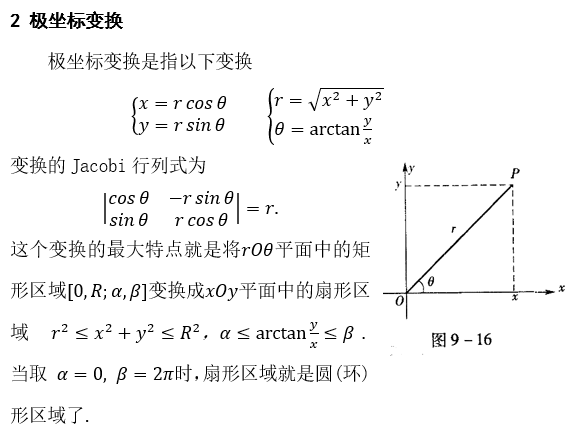 2 极坐标变换
极坐标变换是指以下变换
{x = r cos θ
y = r sin θ {r = √(x² + y²)
θ = arctan y/x
变换的 Jacobi 行列式为
|cos θ −r sin θ|
|sin θ r cos θ| = r.
这个变换的最大特点就是将rOθ平面中的矩
形区域[0, R; α, β]变换成xOy平面中的扇形区
域 r² ≤ x² + y² ≤ R², α ≤ arctan y/x ≤ β .
当取 α = 0, β = 2π时,扇形区域就是圆(环)
形区域了.
y
y
P
r
θ
O
x
x
图 9－16